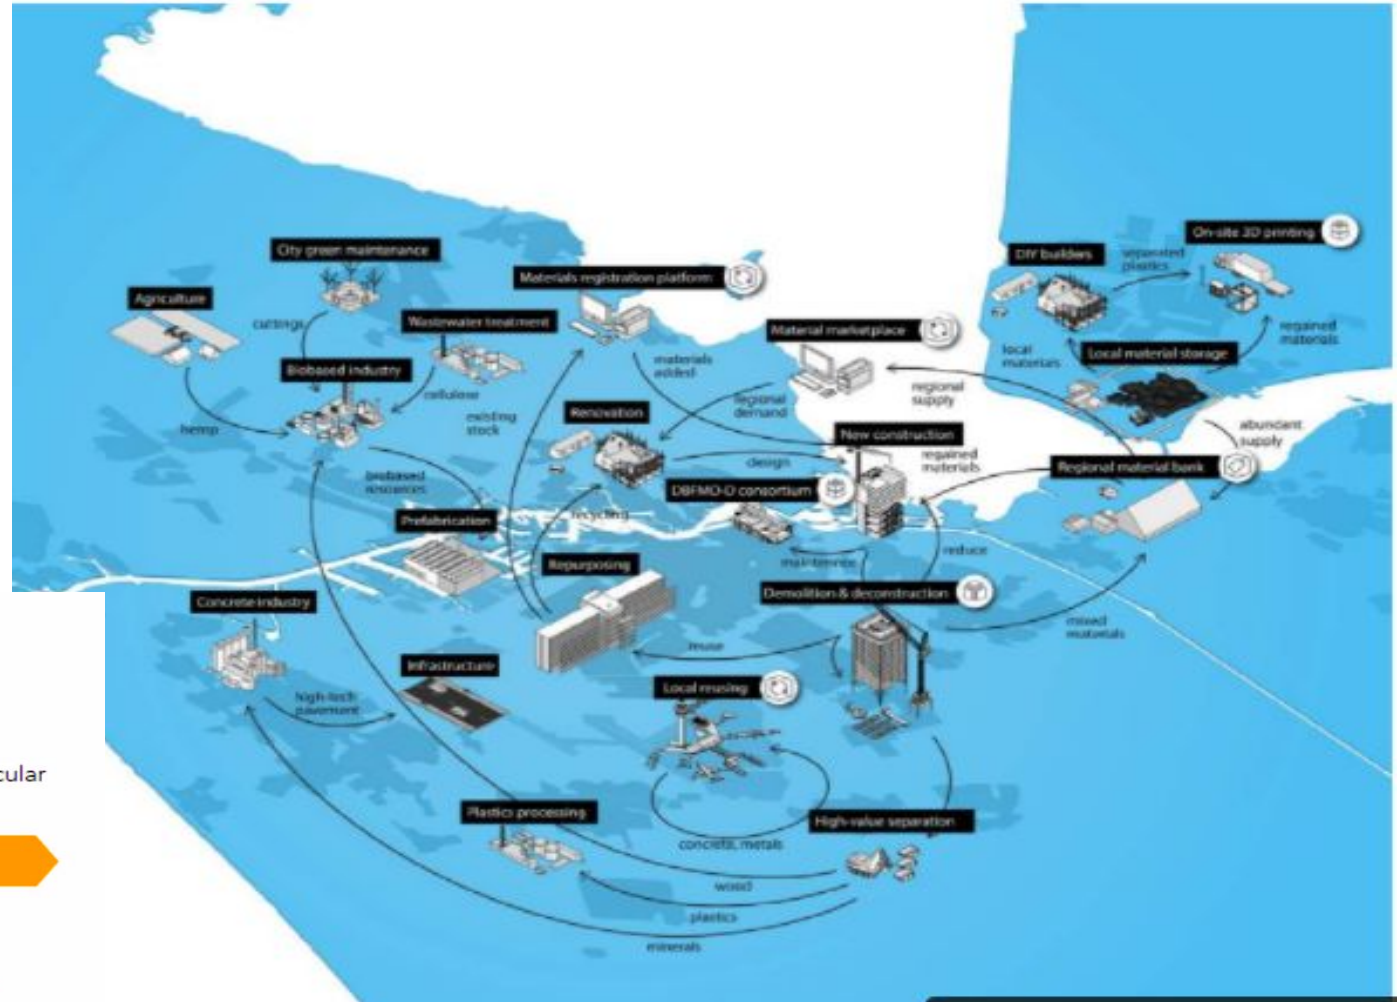 City green maintenance
On-site 3D printing
DIY builders
separated
plastics
Materials registration platform
Agriculture
cuttings
Wastewater treatment
Material marketplace
regained
materials
local
materials
Local material storage
materials
added
Biobased industry
cellulose
regional
demand
regional
supply
existing
stock
Renovation
hemp
abundant
supply
New construction
design
regained
materials
Regional material bank
biobased
resources
DBFMO-D consortium
Prefabrication
recycling
reduce
maintenence
Repurposing
Demolition & deconstruction
Concrete industry
mixed
materials
reuse
Infrastructure
Local reusing
high-tech
pavement
cular
Plastics processing
High-value separation
concrete, metals
wood
plastics
minerals